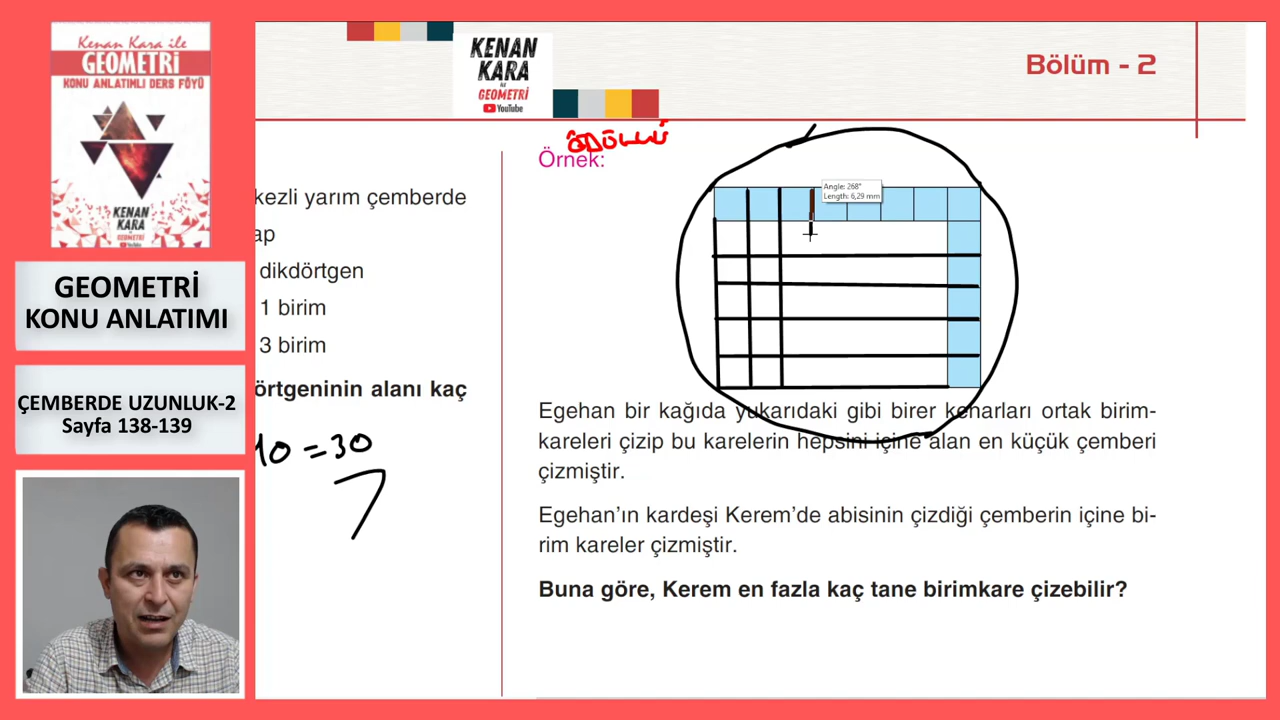 Kenan Kara ile
GEOMETRİ
KONU ANLATIMLI DERS FÖYÜ
KENAN
KARA
GEOMETRİ
YouTube
GEOMETRİ
KONU ANLATIMI
ÇEMBERDE UZUNLUK-2
Sayfa 138-139
KENAN
KARA
ile
GEOMETRİ
YouTube
Bölüm - 2
kezli yarım çemberde
ap
dikdörtgen
1 birim
3 birim
örtgeninin alanı kaç
10 = 30
ÖDÜLLÜ
Örnek:
Angle: 268°
Length: 6,29 mm
Egehan bir kağıda yukarıdaki gibi birer kenarları ortak birim-
kareleri çizip bu karelerin hepsini içine alan en küçük çemberi
çizmiştir.
Egehan'ın kardeşi Kerem'de abisinin çizdiği çemberin içine bi-
rim kareler çizmiştir.
Buna göre, Kerem en fazla kaç tane birimkare çizebilir?